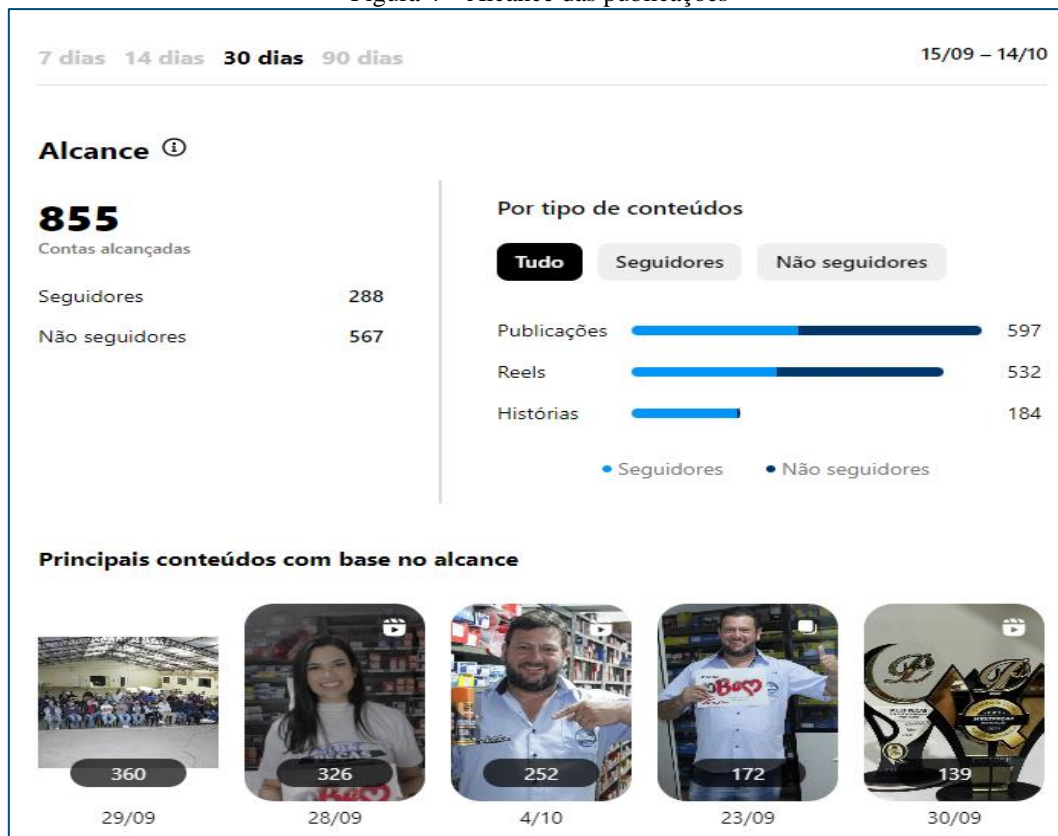 Figura 4 – Alcance das publicações
7 dias 14 dias 30 dias 90 dias
15/09 – 14/10
Alcance
855
Contas alcançadas
Seguidores 288
Não seguidores 567
Por tipo de conteúdos
Tudo Seguidores Não seguidores
Publicações 597
Reels 532
Histórias 184
Seguidores Não seguidores
Principais conteúdos com base no alcance
360 326 252 172 139
29/09 28/09 4/10 23/09 30/09